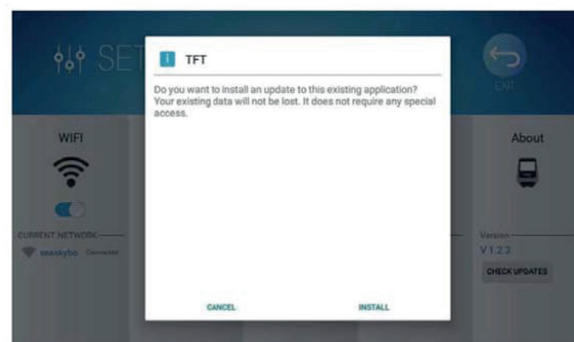 SET
EXIT
TFT
Do you want to install an update to this existing application?
Your existing data will not be lost. It does not require any special
access.
WIFI
About
CURRENT NETWORK
seaskybo Connected
Version
V 1.2.3
CHECK UPDATES
CANCEL
INSTALL